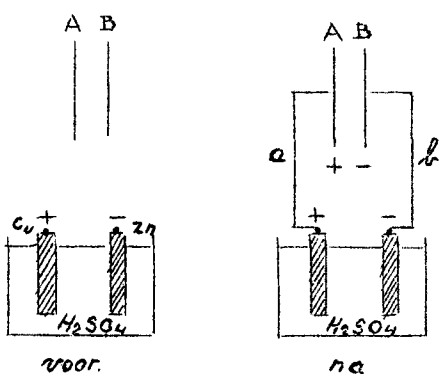 A B
A B
a + - b
+ -
Cu Zn
+ -
H2SO4
H2SO4
voor.
na